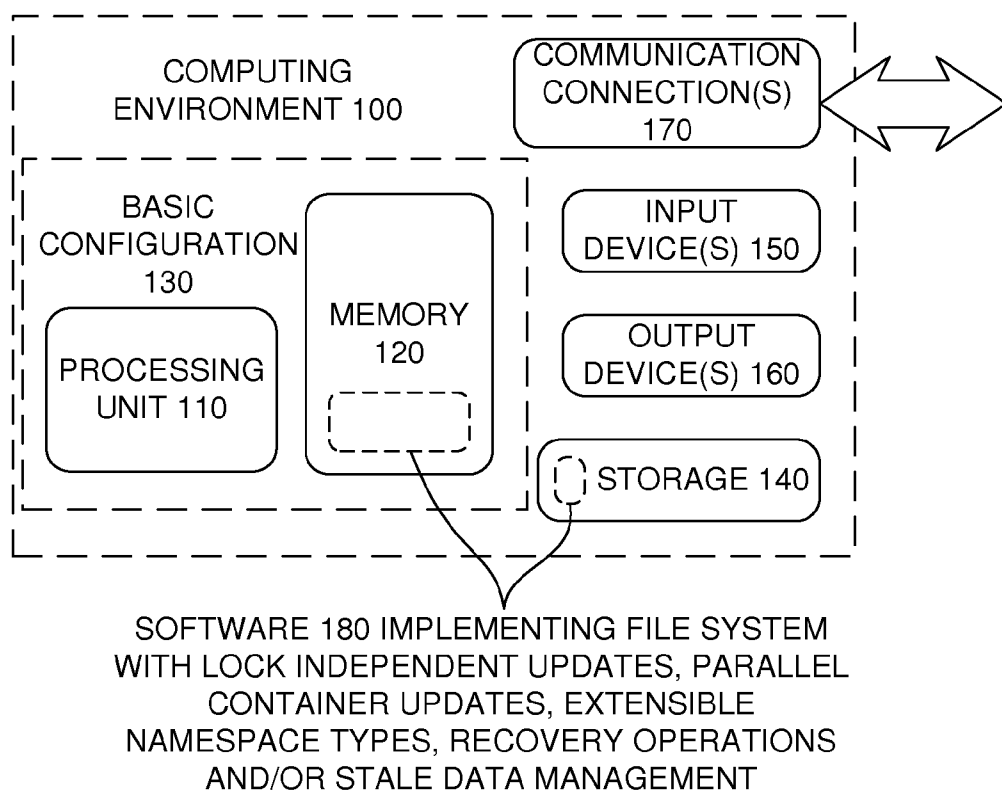 COMPUTING
ENVIRONMENT 100
COMMUNICATION
CONNECTION(S)
170
BASIC
CONFIGURATION
130
PROCESSING
UNIT 110
MEMORY
120
INPUT
DEVICE(S) 150
OUTPUT
DEVICE(S) 160
STORAGE 140
SOFTWARE 180 IMPLEMENTING FILE SYSTEM
WITH LOCK INDEPENDENT UPDATES, PARALLEL
CONTAINER UPDATES, EXTENSIBLE
NAMESPACE TYPES, RECOVERY OPERATIONS
AND/OR STALE DATA MANAGEMENT